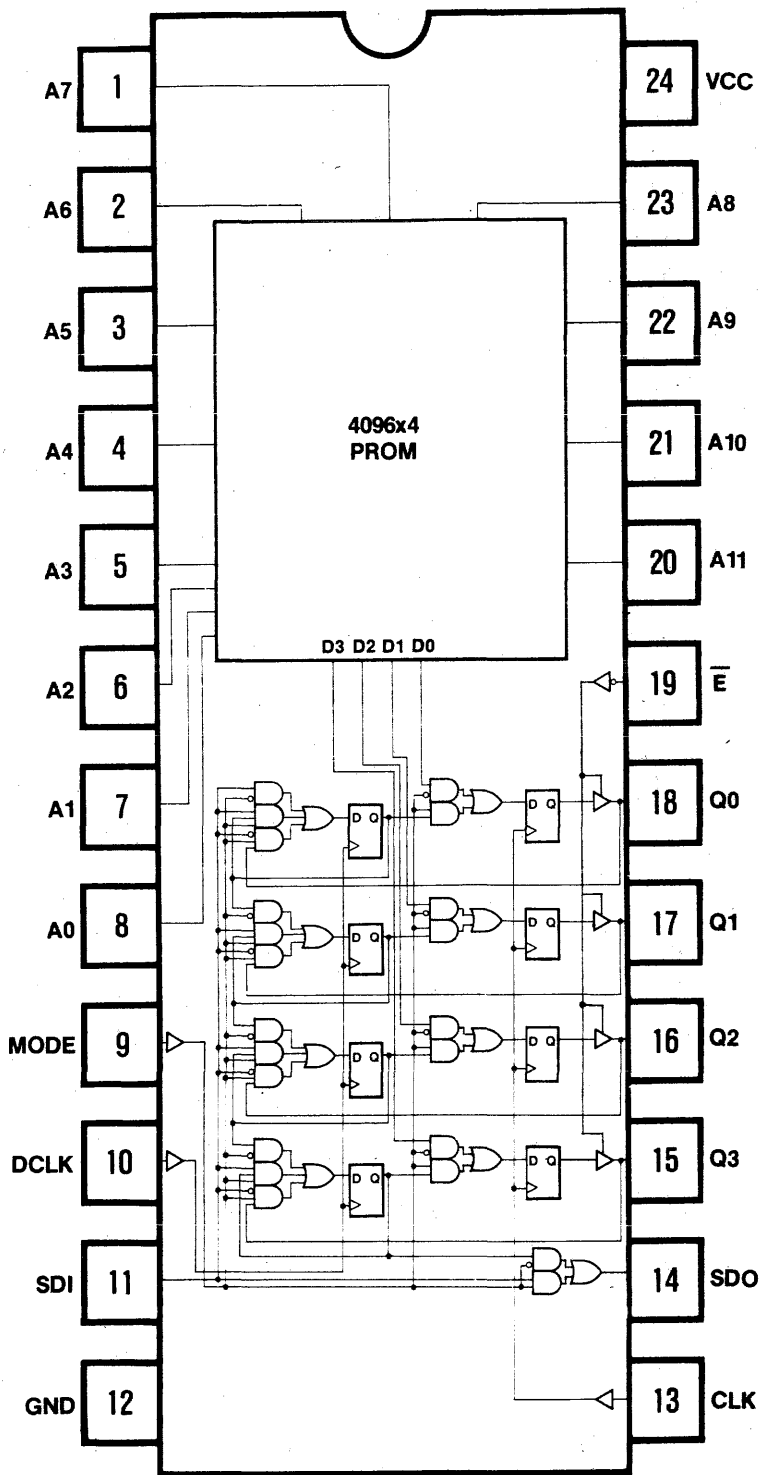 A7 1 24 VCC
A6 2 23 A8
A5 3 22 A9
A4 4 4096x4 21 A10
PROM
A3 5 20 A11
D3 D2 D1 D0
A2 6 19 E̅
A1 7 D Q D Q 18 Q0
A0 8 D Q D Q 17 Q1
MODE 9 D Q D Q 16 Q2
DCLK 10 D Q D Q 15 Q3
SDI 11 14 SDO
GND 12 13 CLK